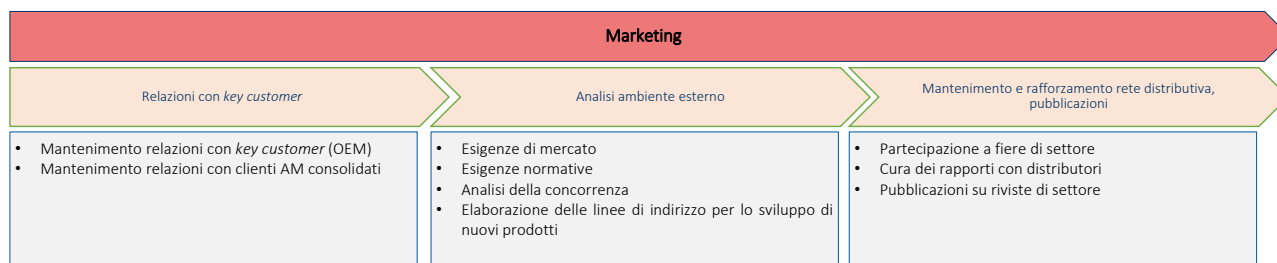 Marketing
Relazioni con key customer
Analisi ambiente esterno
Mantenimento e rafforzamento rete distributiva,
pubblicazioni
• Mantenimento relazioni con key customer (OEM)
• Mantenimento relazioni con clienti AM consolidati
• Esigenze di mercato
• Esigenze normative
• Analisi della concorrenza
• Elaborazione delle linee di indirizzo per lo sviluppo di
nuovi prodotti
• Partecipazione a fiere di settore
• Cura dei rapporti con distributori
• Pubblicazioni su riviste di settore